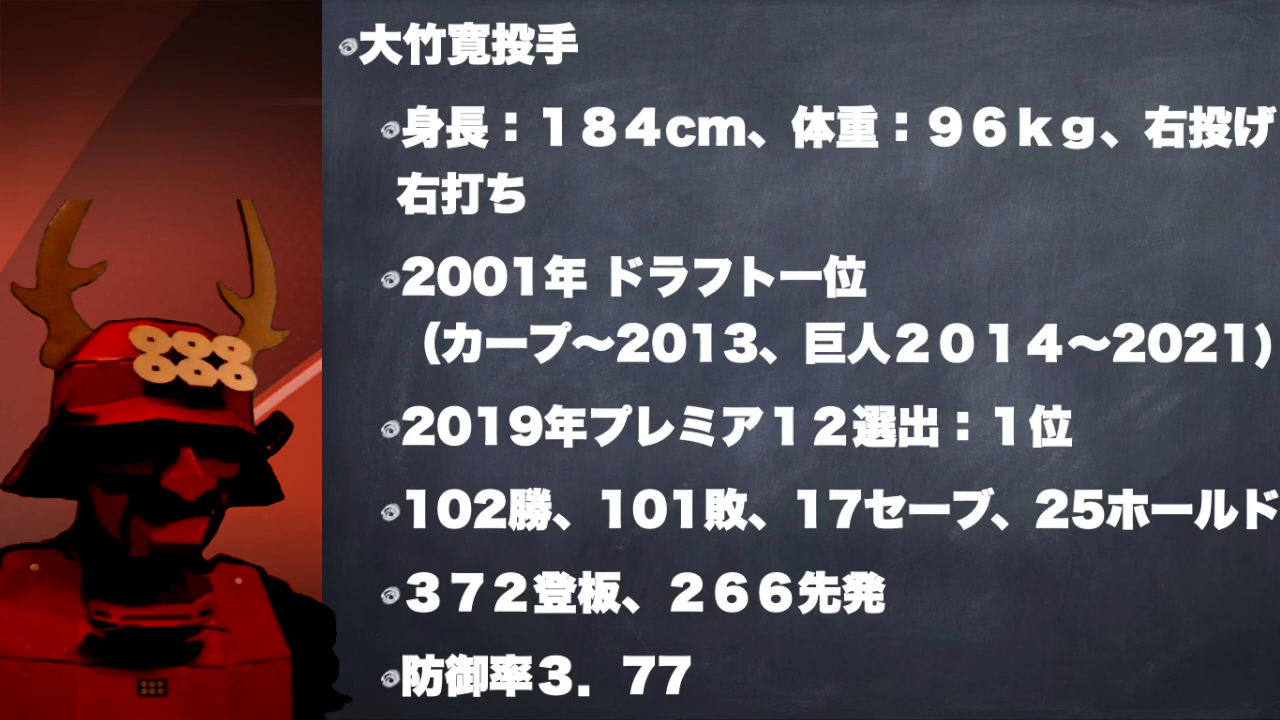 大竹寛投手
身長：１８４cm、体重：９６ｋｇ、右投げ
右打ち
2001年 ドラフト一位
（カープ〜2013、巨人２０１４〜2021）
2019年プレミア１２選出：１位
102勝、101敗、17セーブ、25ホールド
３７２登板、２６６先発
防御率３．77